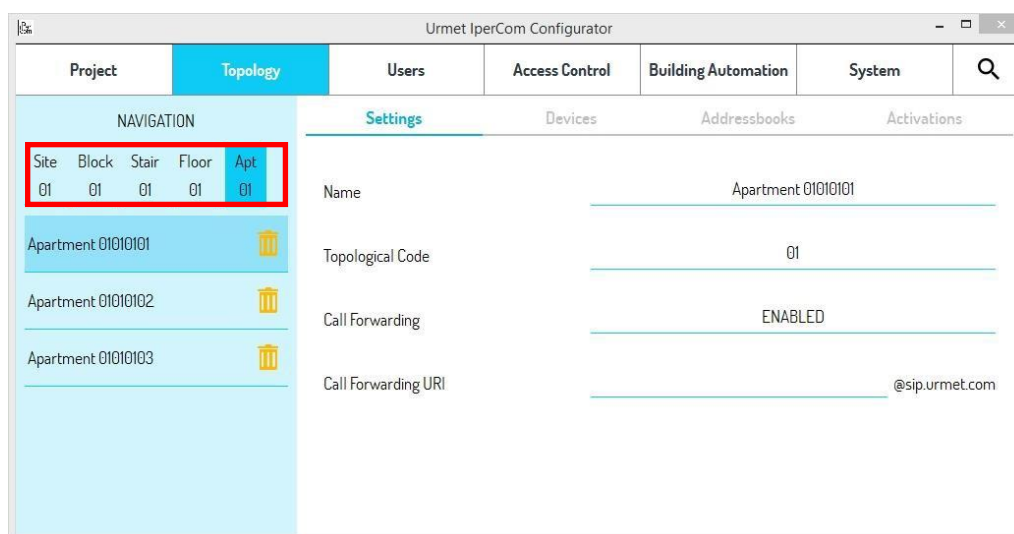 Urmet IperCom Configurator
Project Topology Users Access Control Building Automation System
NAVIGATION
Settings Devices Addressbooks Activations
Site Block Stair Floor Apt
01 01 01 01 01
Name Apartment 01010101
Apartment 01010101
Topological Code 01
Apartment 01010102
Call Forwarding ENABLED
Apartment 01010103
Call Forwarding URI @sip.urmet.com